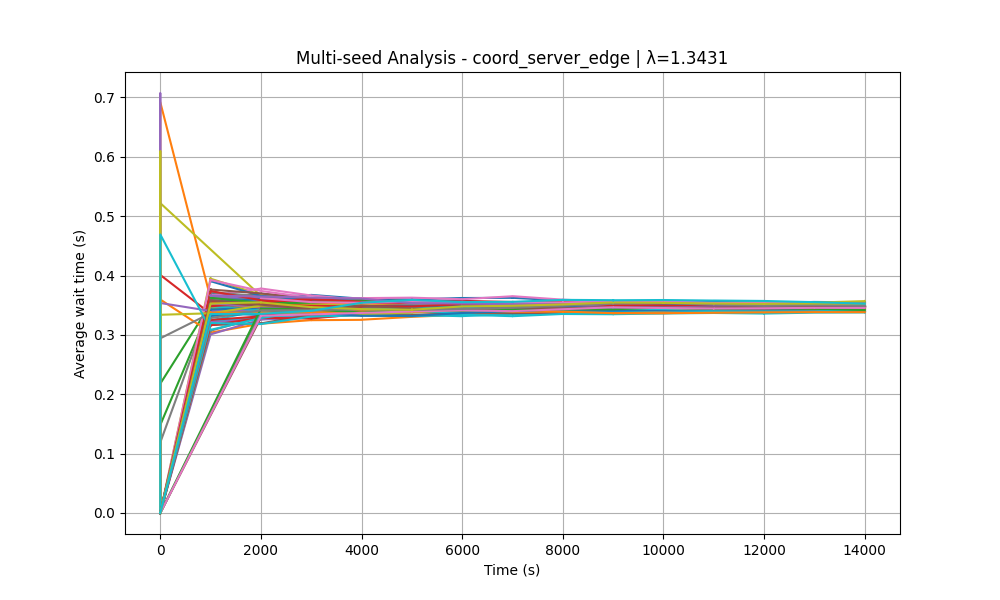 Multi-seed Analysis - coord_server_edge | λ=1.3431
Average wait time (s)
0.7
0.6
0.5
0.4
0.3
0.2
0.1
0.0
0 2000 4000 6000 8000 10000 12000 14000
Time (s)